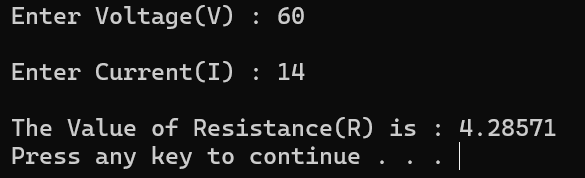 Enter Voltage(V) : 60
Enter Current(I) : 14
The Value of Resistance(R) is : 4.28571
Press any key to continue . . .